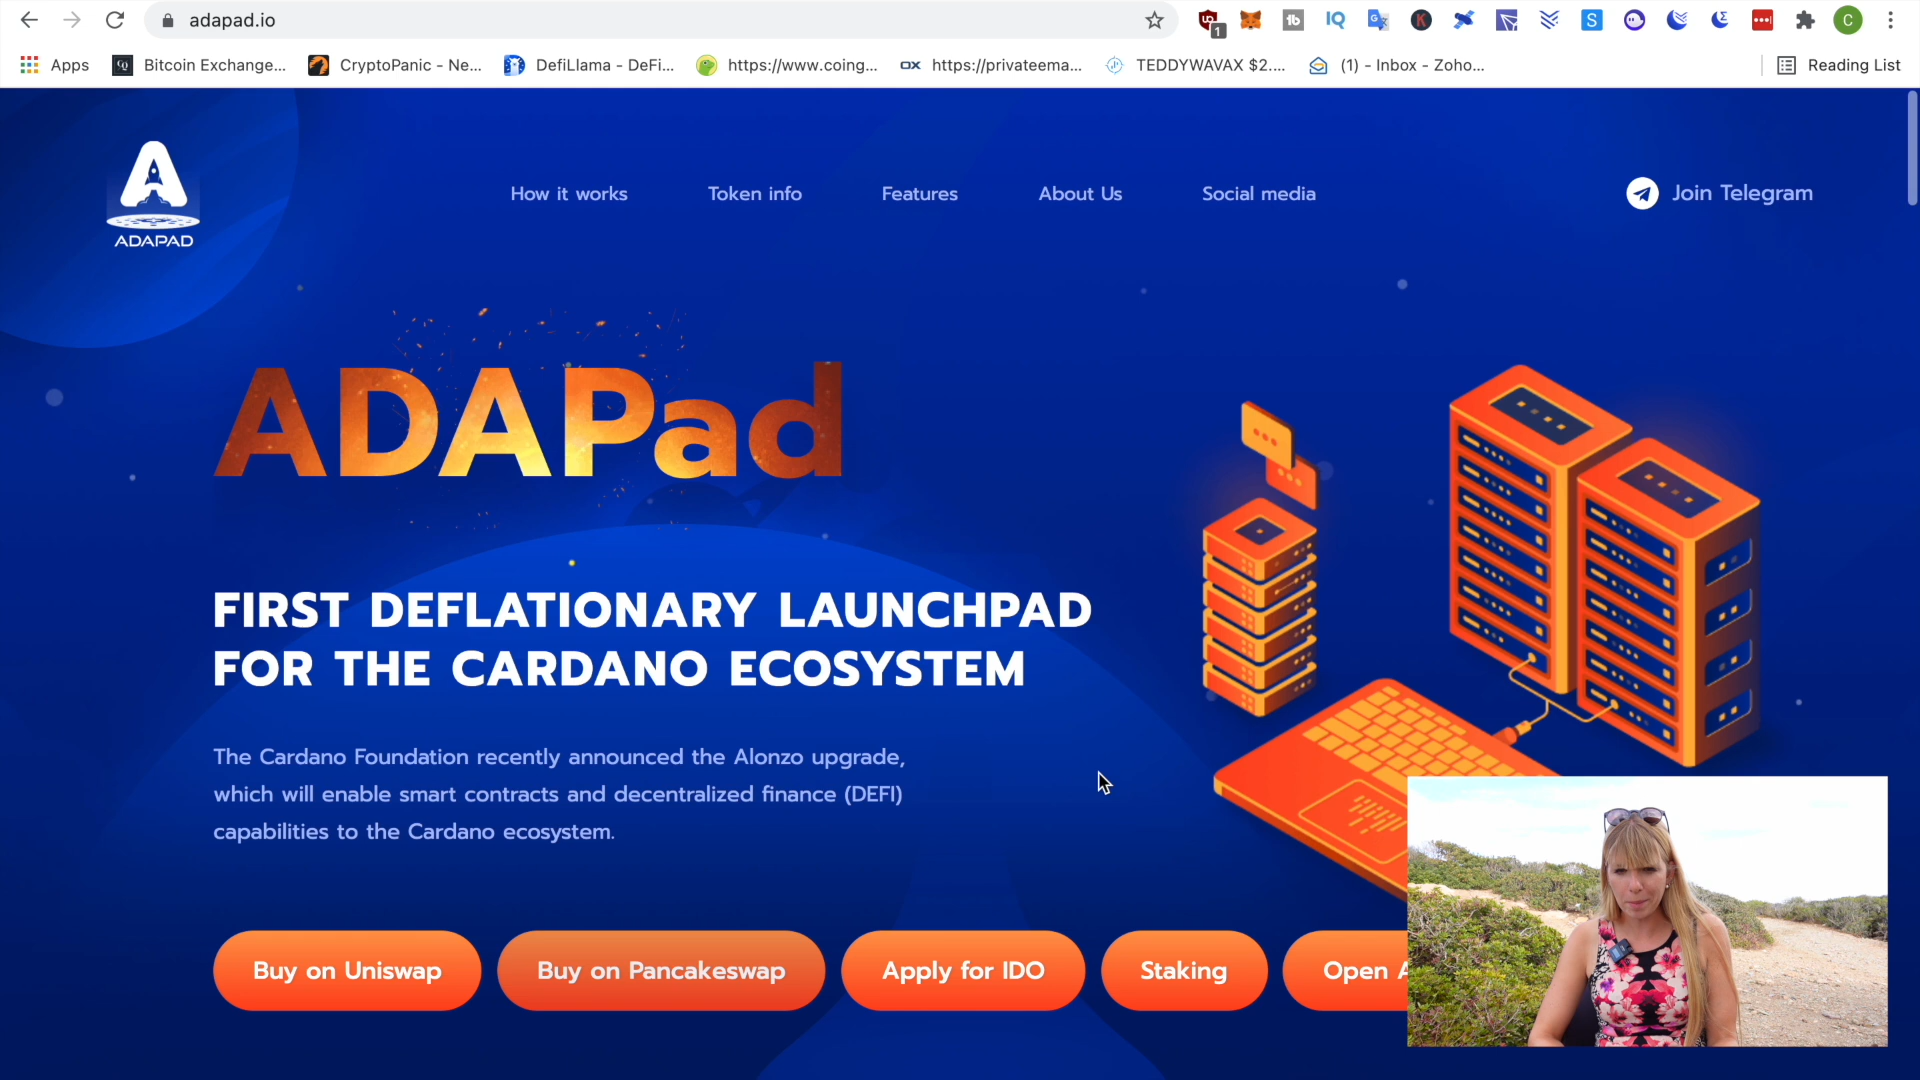 adapad.io
1
C
Apps
Bitcoin Exchange...
CryptoPanic - Ne...
DefiLlama - DeFi...
https://www.coing...
OX
https://privateema...
TEDDYWAVAX $2....
(1) - Inbox - Zoho...
Reading List
ADAPAD
How it works
Token info
Features
About Us
Social media
Join Telegram
ADAPad
FIRST DEFLATIONARY LAUNCHPAD
FOR THE CARDANO ECOSYSTEM
The Cardano Foundation recently announced the Alonzo upgrade,
which will enable smart contracts and decentralized finance (DEFI)
capabilities to the Cardano ecosystem.
Buy on Uniswap
Buy on Pancakeswap
Apply for IDO
Staking
Open A